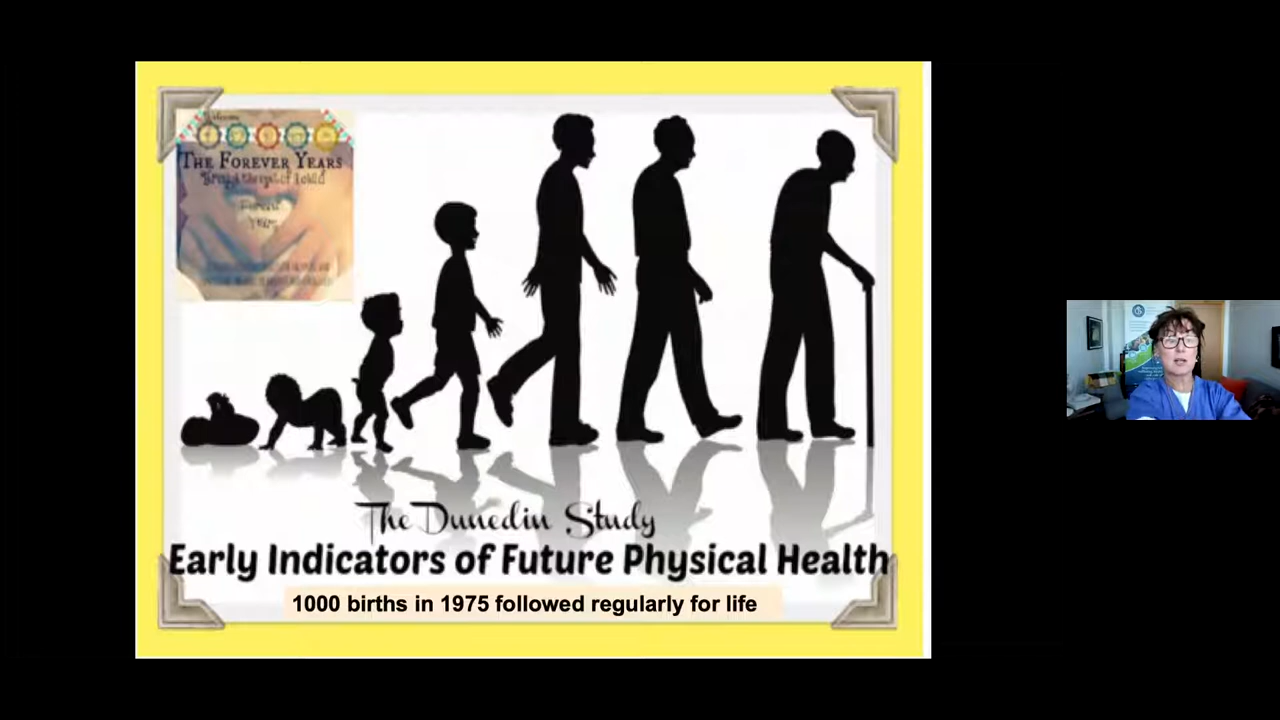 THE FOREVER YEARS
The Dunedin Study
Early Indicators of Future Physical Health
1000 births in 1975 followed regularly for life